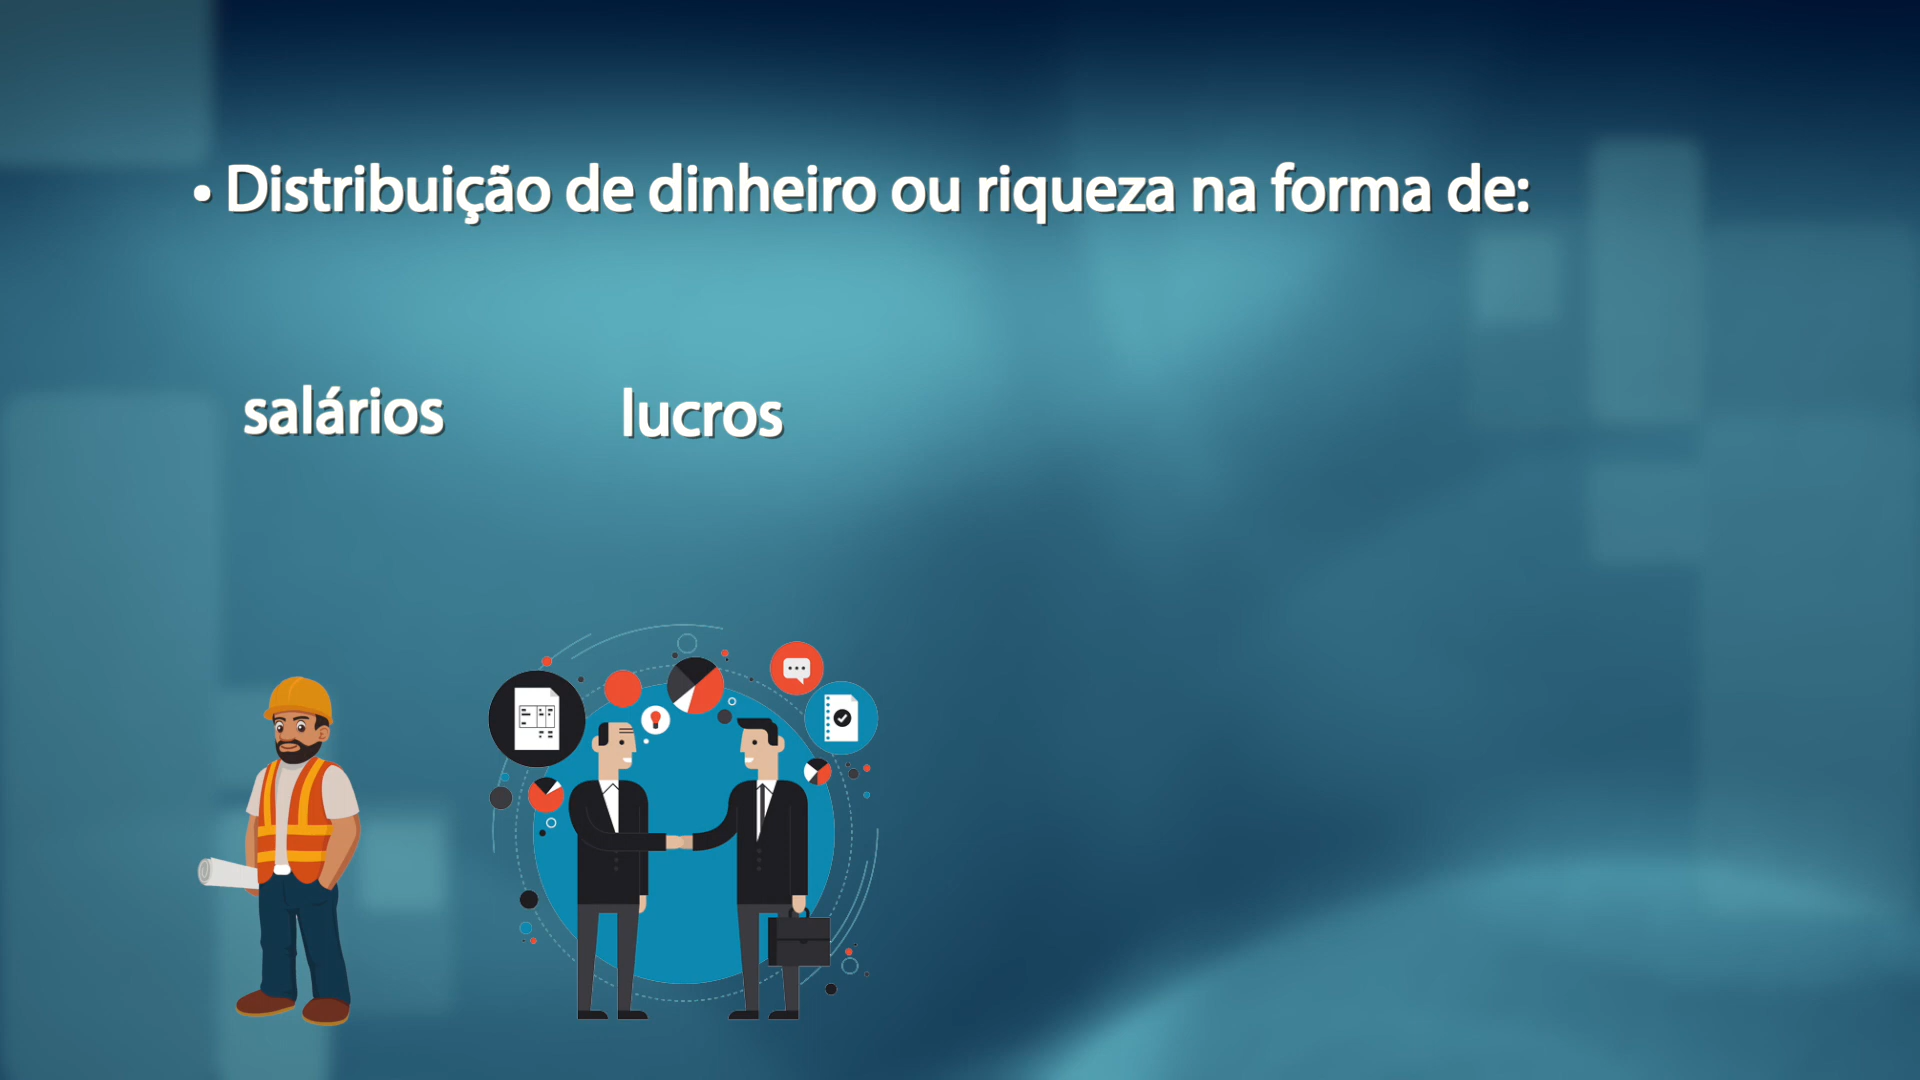 • Distribuição de dinheiro ou riqueza na forma de:
salários lucros